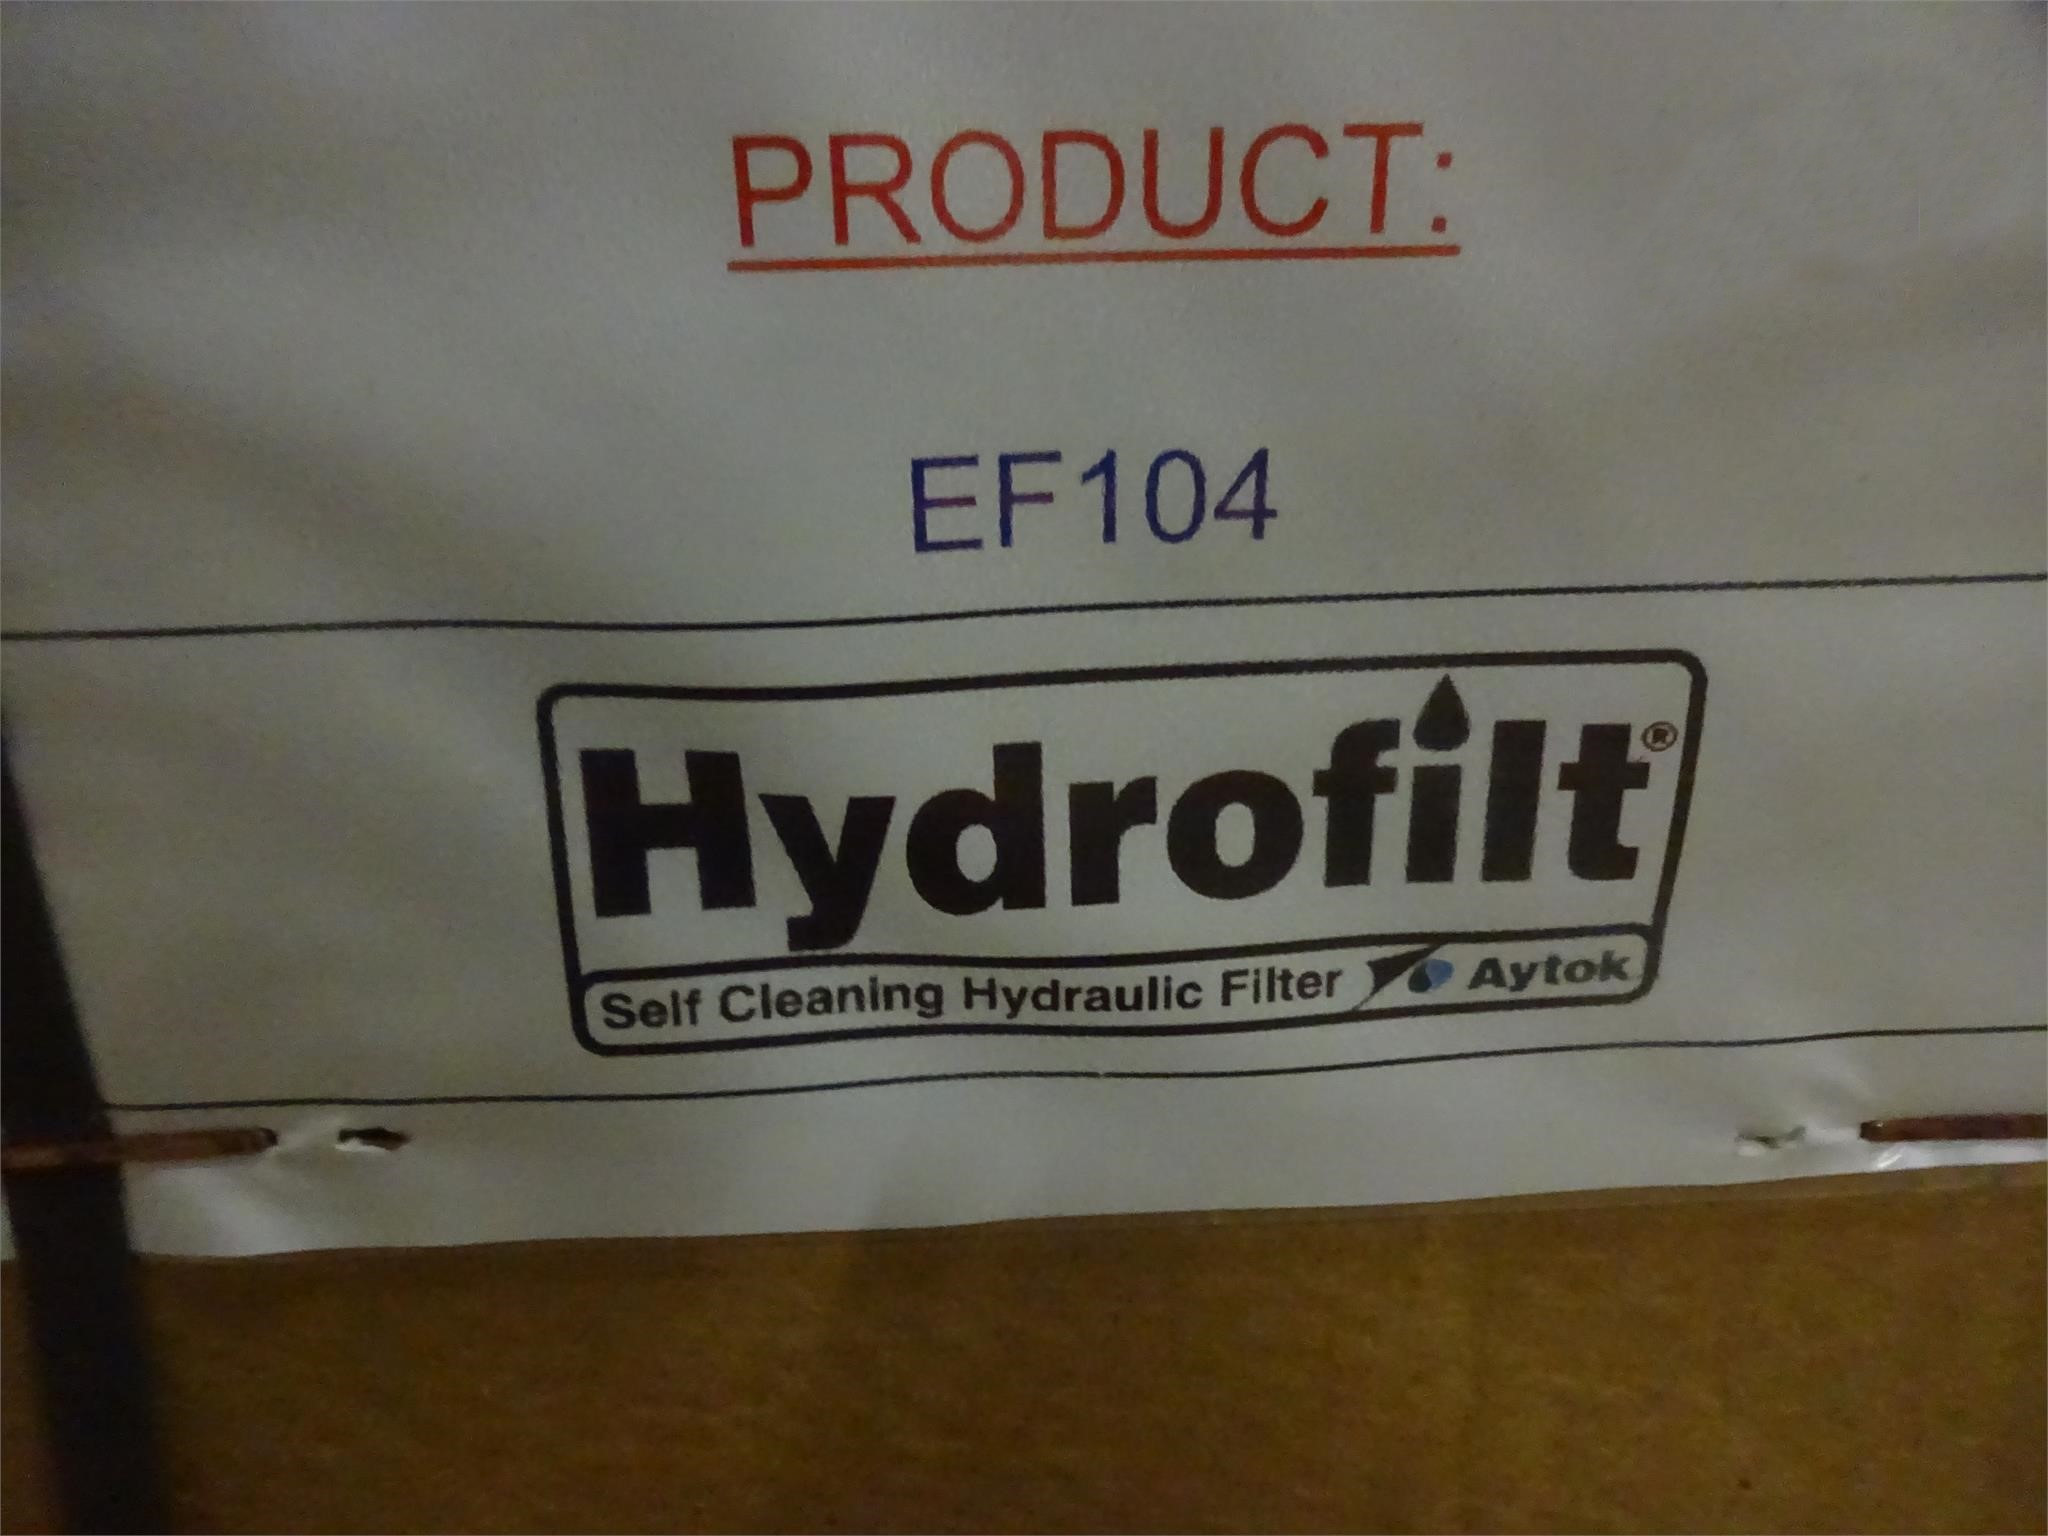 PRODUCT:
EF104
Hydrofilt®
Self Cleaning Hydraulic Filter Aytok